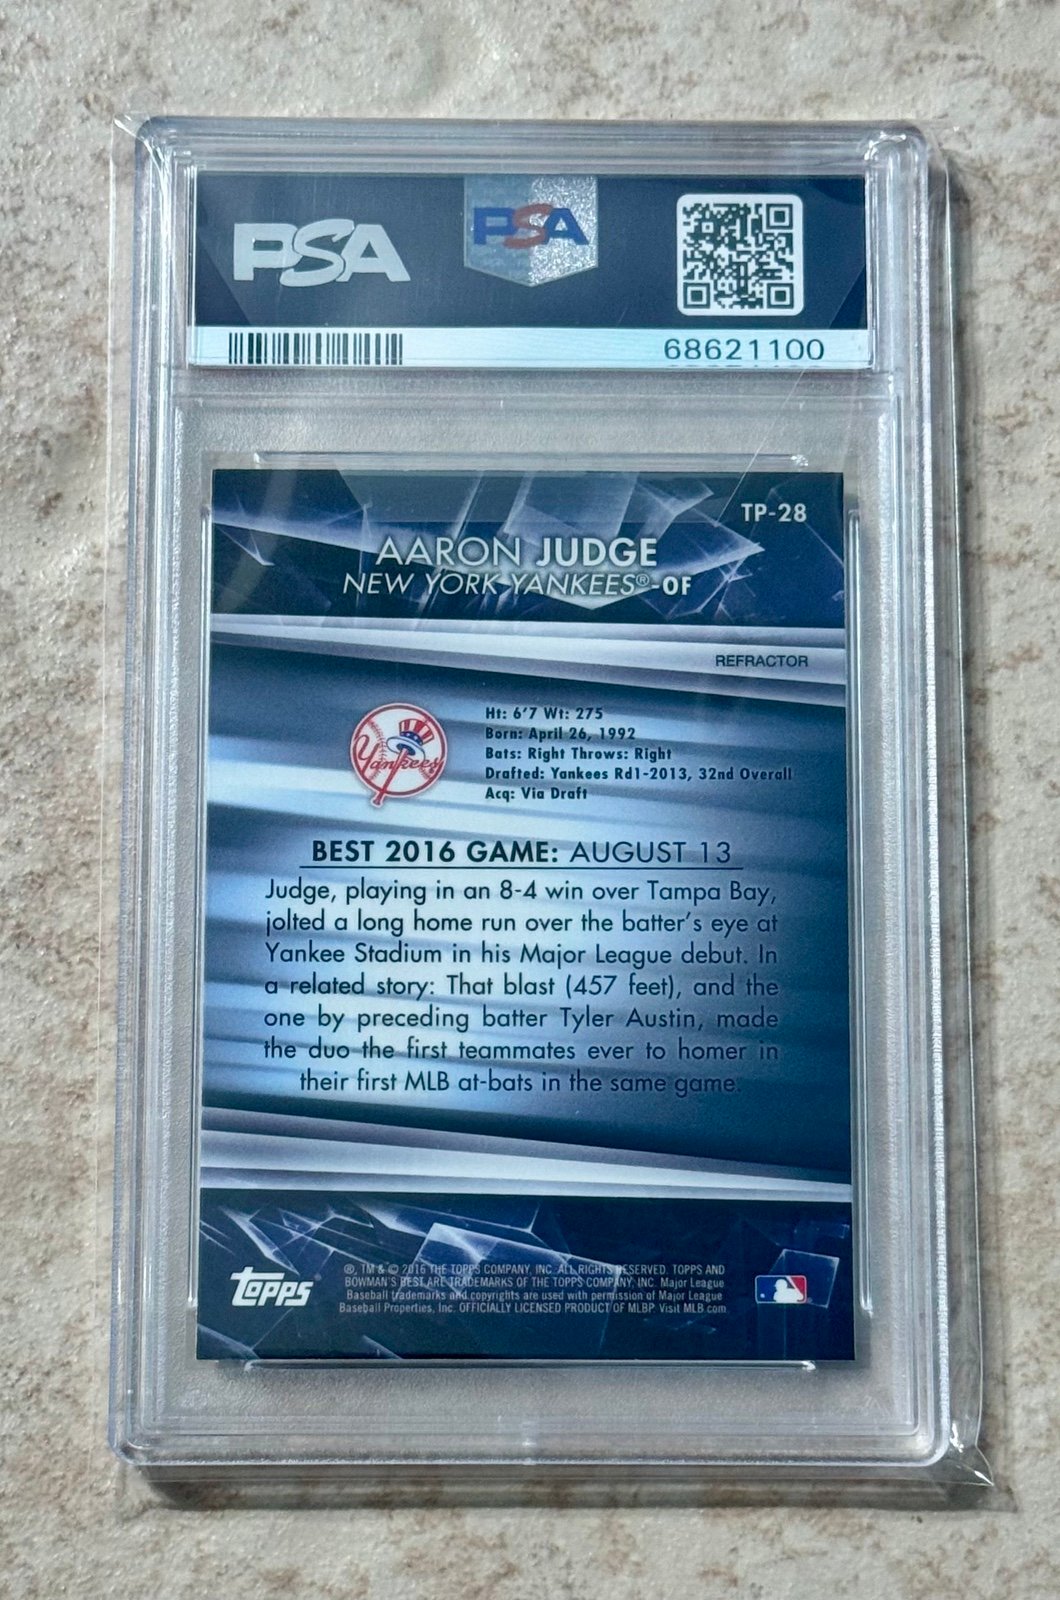 PSA
PSA
68621100
TP-28
AARON JUDGE
NEW YORK YANKEES®-OF
REFRACTOR
Yankees
Ht: 6'7 Wt: 275
Born: April 26, 1992
Bats: Right Throws: Right
Drafted: Yankees Rd1-2013, 32nd Overall
Acq: Via Draft
BEST 2016 GAME: AUGUST 13
Judge, playing in an 8-4 win over Tampa Bay,
jolted a long home run over the batter's eye at
Yankee Stadium in his Major League debut. In
a related story: That blast (457 feet), and the
one by preceding batter Tyler Austin, made
the duo the first teammates ever to homer in
their first MLB at-bats in the same game.
topps
®, TM & © 2016 THE TOPPS COMPANY, INC. ALL RIGHTS RESERVED. TOPPS AND
BOWMAN'S BEST ARE TRADEMARKS OF THE TOPPS COMPANY, INC. Major League
Baseball trademarks and copyrights are used with permission of Major League
Baseball Properties, Inc. OFFICIALLY LICENSED PRODUCT OF MLBP Visit MLB.com